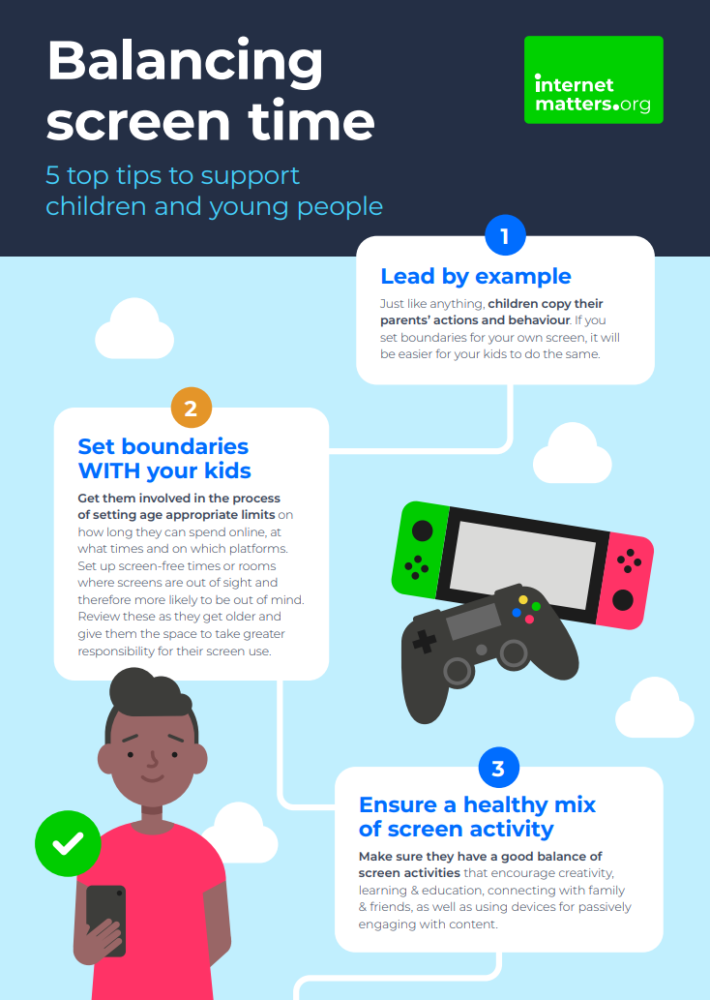 Balancing
screen time
5 top tips to support
children and young people
internet
matters.org
1
Lead by example
Just like anything, children copy their
parents' actions and behaviour. If you
set boundaries for your own screen, it will
be easier for your kids to do the same.
2
Set boundaries
WITH your kids
Get them involved in the process
of setting age appropriate limits on
how long they can spend online, at
what times and on which platforms.
Set up screen-free times or rooms
where screens are out of sight and
therefore more likely to be out of mind.
Review these as they get older and
give them the space to take greater
responsibility for their screen use.
3
Ensure a healthy mix
of screen activity
Make sure they have a good balance of
screen activities that encourage creativity,
learning & education, connecting with family
& friends, as well as using devices for passively
engaging with content.